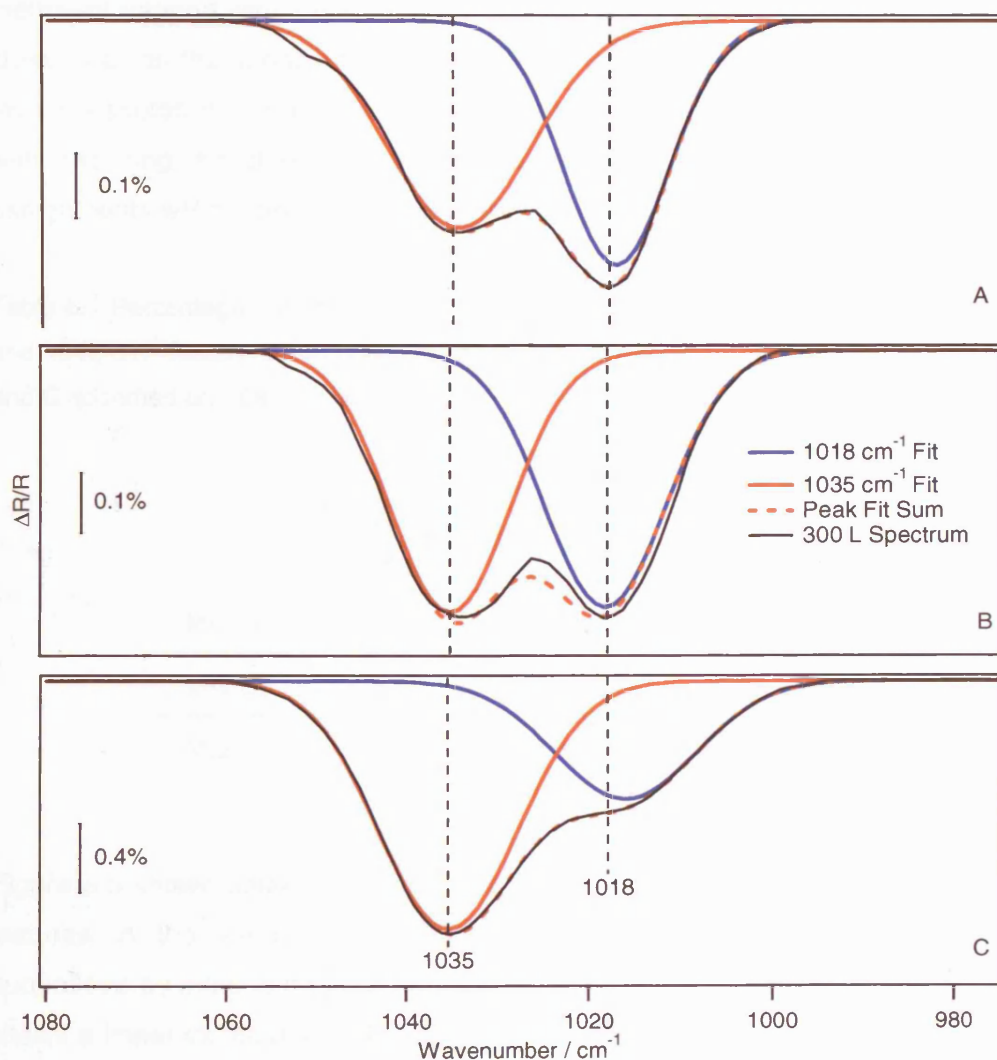 0.1%
A
ΔR/R
0.1%
1018 cm⁻¹ Fit
1035 cm⁻¹ Fit
Peak Fit Sum
300 L Spectrum
B
0.4%
1018
1035
C
1080
1060
1040
1020
1000
980
Wavenumber / cm⁻¹